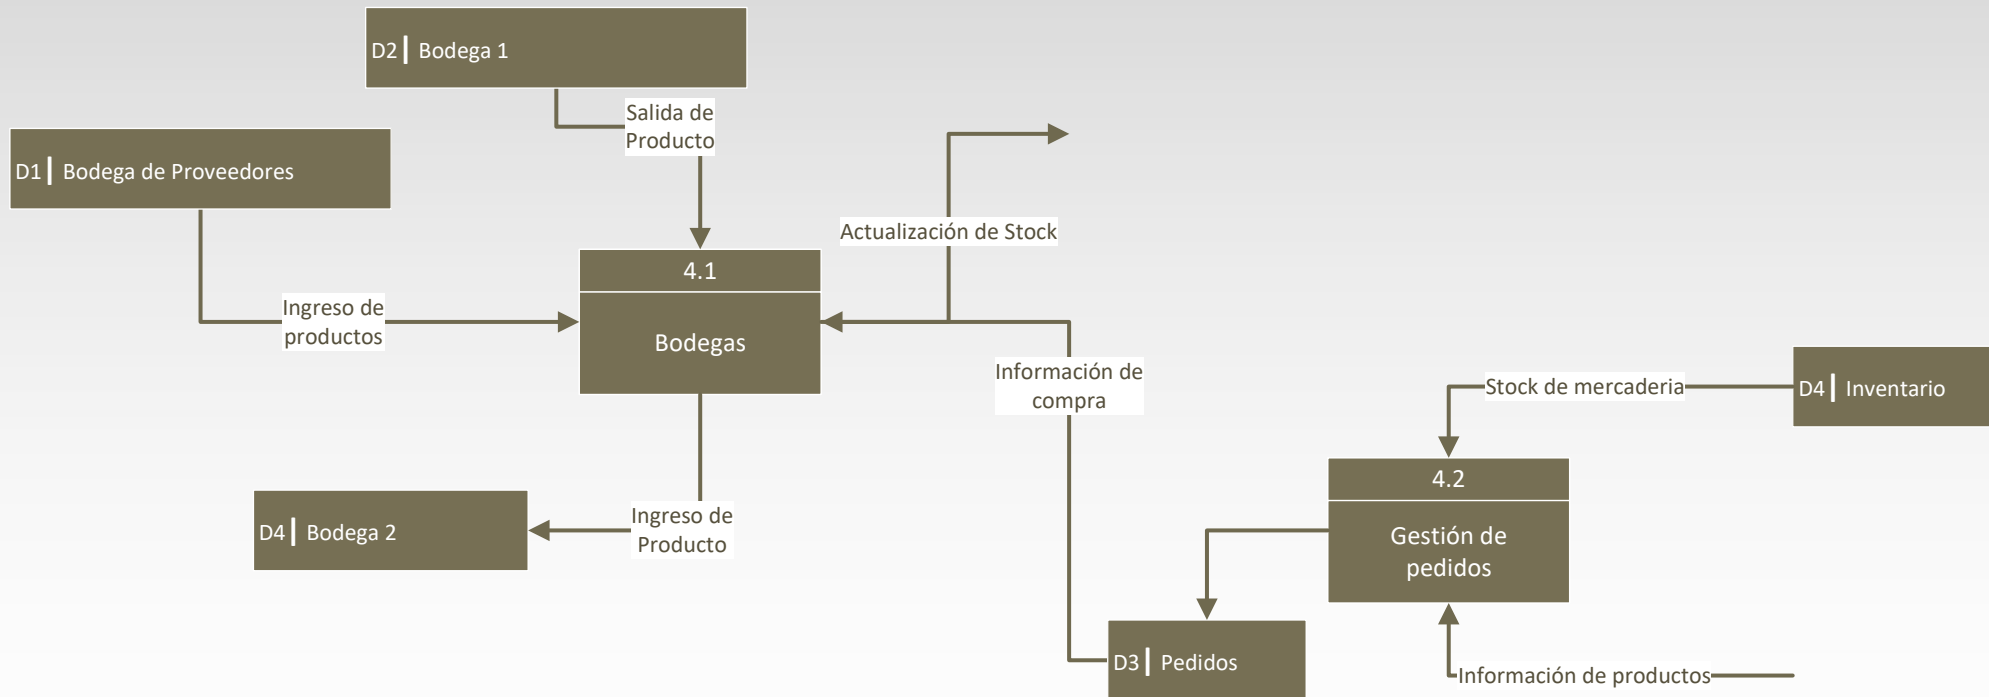 D2 Bodega 1
Salida de
Producto
D1 Bodega de Proveedores
Actualización de Stock
4.1
Bodegas
Ingreso de
productos
Información de
compra
Stock de mercaderia
D4 Inventario
4.2
Gestión de
pedidos
Ingreso de
Producto
D4 Bodega 2
D3 Pedidos
Información de productos